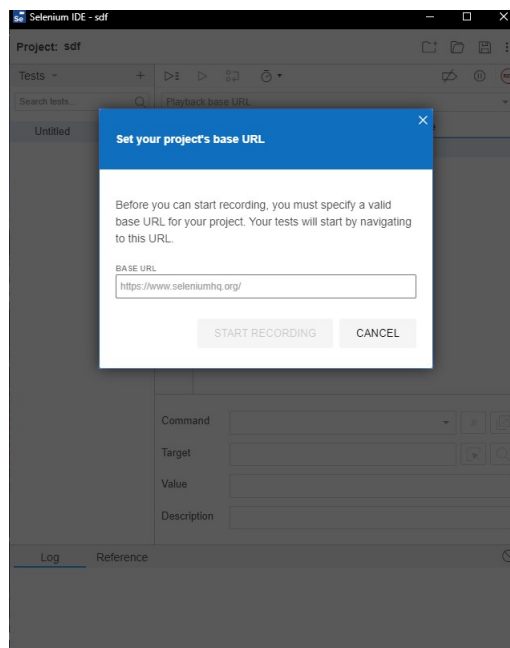 Selenium IDE - sdf
Project: sdf
Tests
Search tests...
Playback base URL
Untitled
Set your project's base URL
Before you can start recording, you must specify a valid
base URL for your project. Your tests will start by navigating
to this URL.
BASE URL
https://www.seleniumhq.org/
START RECORDING CANCEL
Command
Target
Value
Description
Log Reference